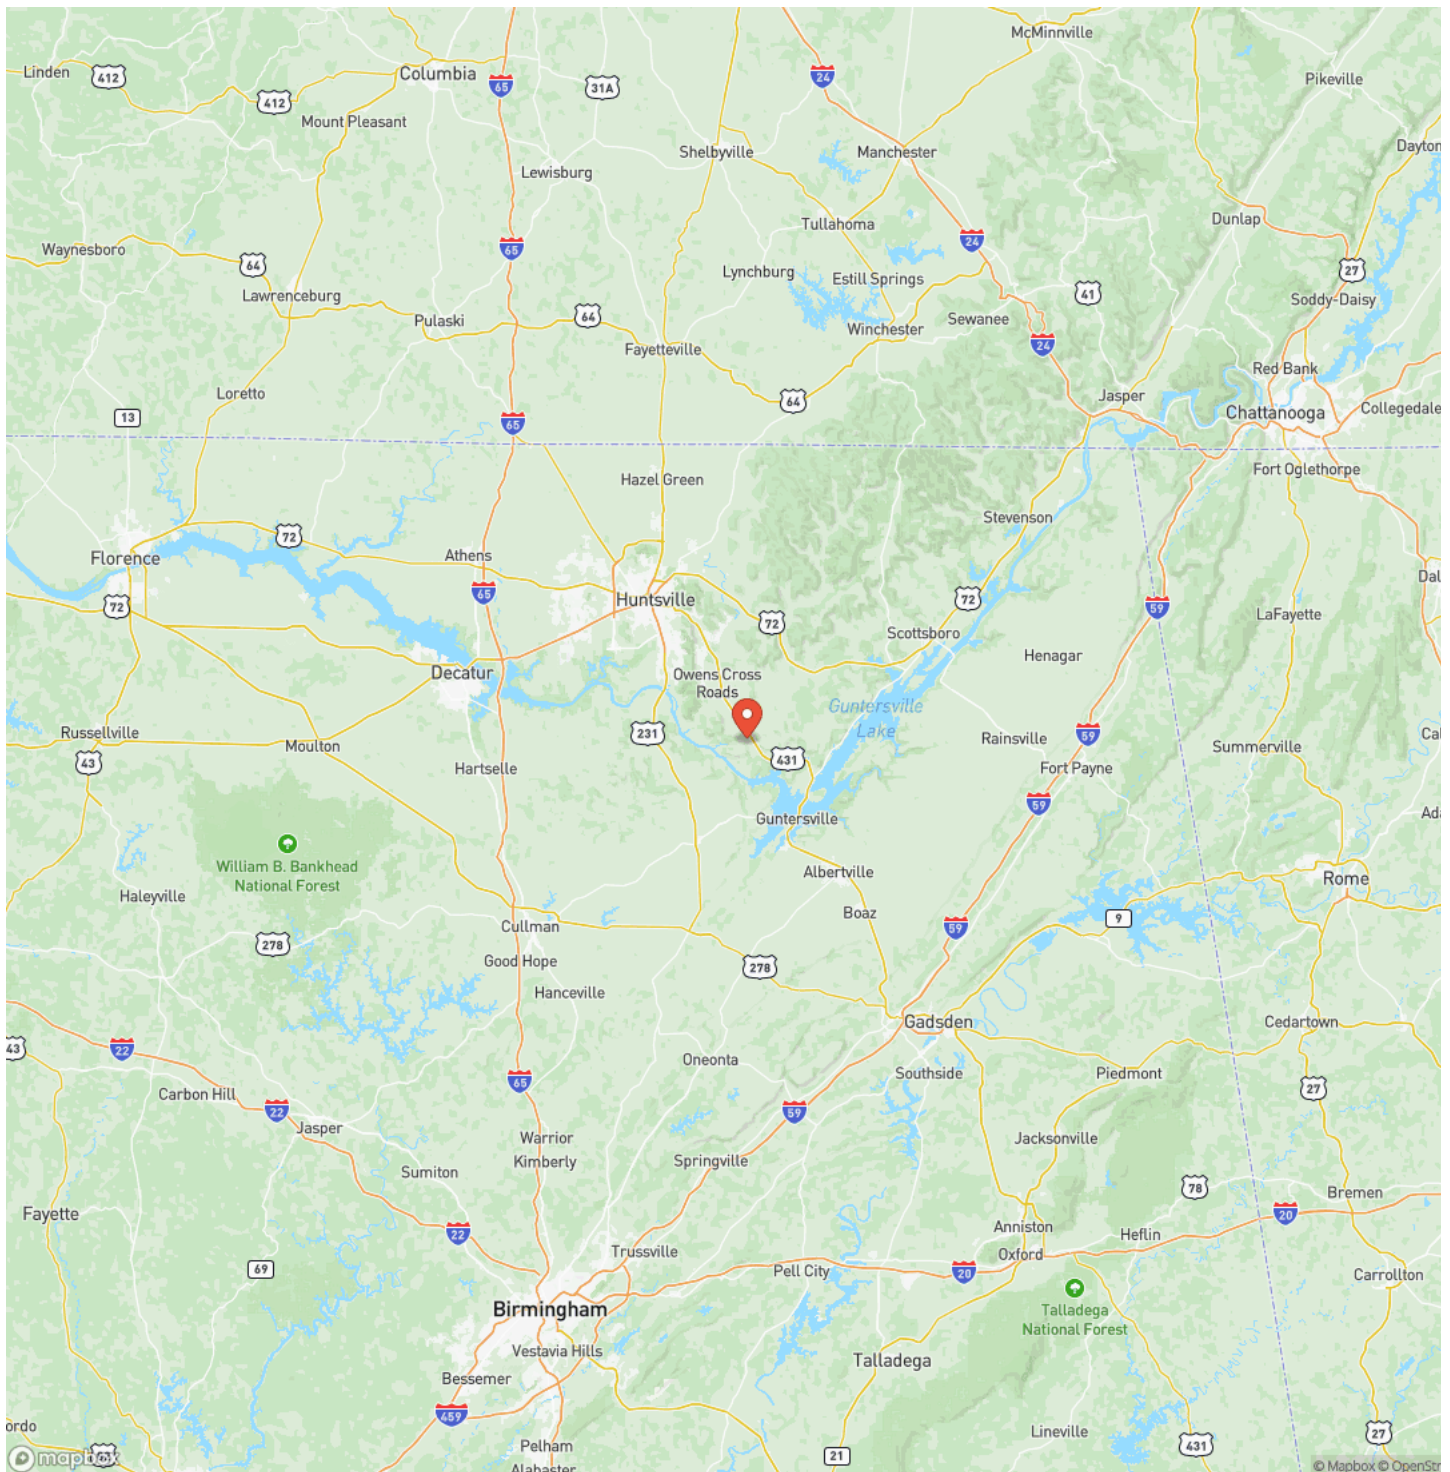 McMinnville
Linden
412
Columbia
65
31A
24
Pikeville
412
Mount Pleasant
Shelbyville
Manchester
Dayton
Lewisburg
Dunlap
Tullahoma
Waynesboro
65
24
64
Lynchburg
Estill Springs
27
Lawrenceburg
41
Soddy-Daisy
Pulaski
64
Winchester
Sewanee
Fayetteville
24
Red Bank
Loretto
64
Jasper
13
65
Chattanooga
Collegedale
Hazel Green
Fort Oglethorpe
Stevenson
72
Florence
Athens
Dal
72
65
Huntsville
72
59
72
LaFayette
Scottsboro
Henagar
Decatur
Owens Cross
Roads
Guntersville
Lake
Russellville
231
59
Cal
Moulton
Rainsville
Summerville
43
Hartselle
431
Fort Payne
59
Guntersville
Ada
William B. Bankhead
National Forest
Albertville
Rome
Haleyville
Boaz
9
Cullman
59
278
Good Hope
278
Hanceville
Gadsden
Cedartown
43
22
Oneonta
Southside
Piedmont
65
27
Carbon Hill
22
59
Jasper
Warrior
Jacksonville
Kimberly
Springville
Sumiton
78
Bremen
Fayette
20
22
Anniston
Heflin
Trussville
Oxford
69
Pell City
20
Carrollton
Birmingham
Talladega
National Forest
Vestavia Hills
Talladega
Bessemer
459
ordo
Lineville
27
Pelham
431
21
mapbox
Alabaster
© Mapbox © OpenStr